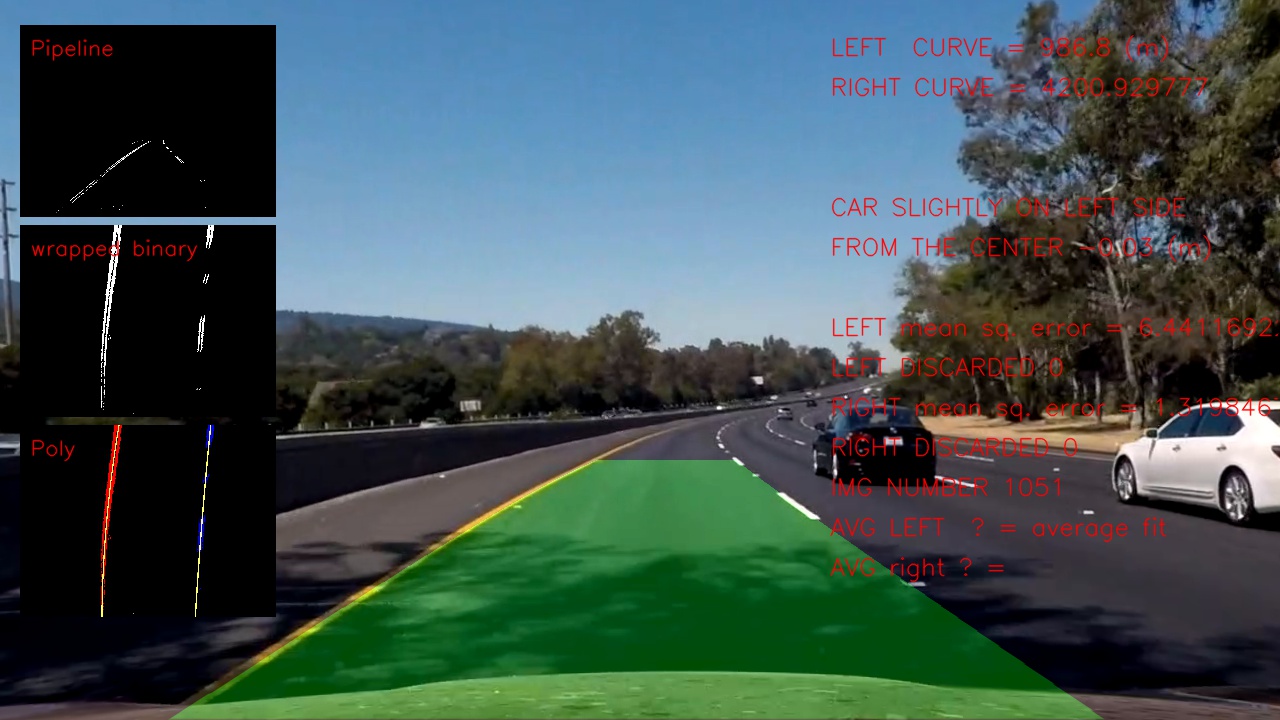 Pipeline
wrapped binary
Poly
LEFT CURVE = 986.8 (m)
RIGHT CURVE = 4200.929777
CAR SLIGHTLY ON LEFT SIDE
FROM THE CENTER -0.03 (m)
LEFT mean sq. error = 6.4411692
LEFT DISCARDED 0
RIGHT mean sq. error = 1.319846
RIGHT DISCARDED 0
IMG NUMBER 1051
AVG LEFT ? = average fit
AVG right ? =